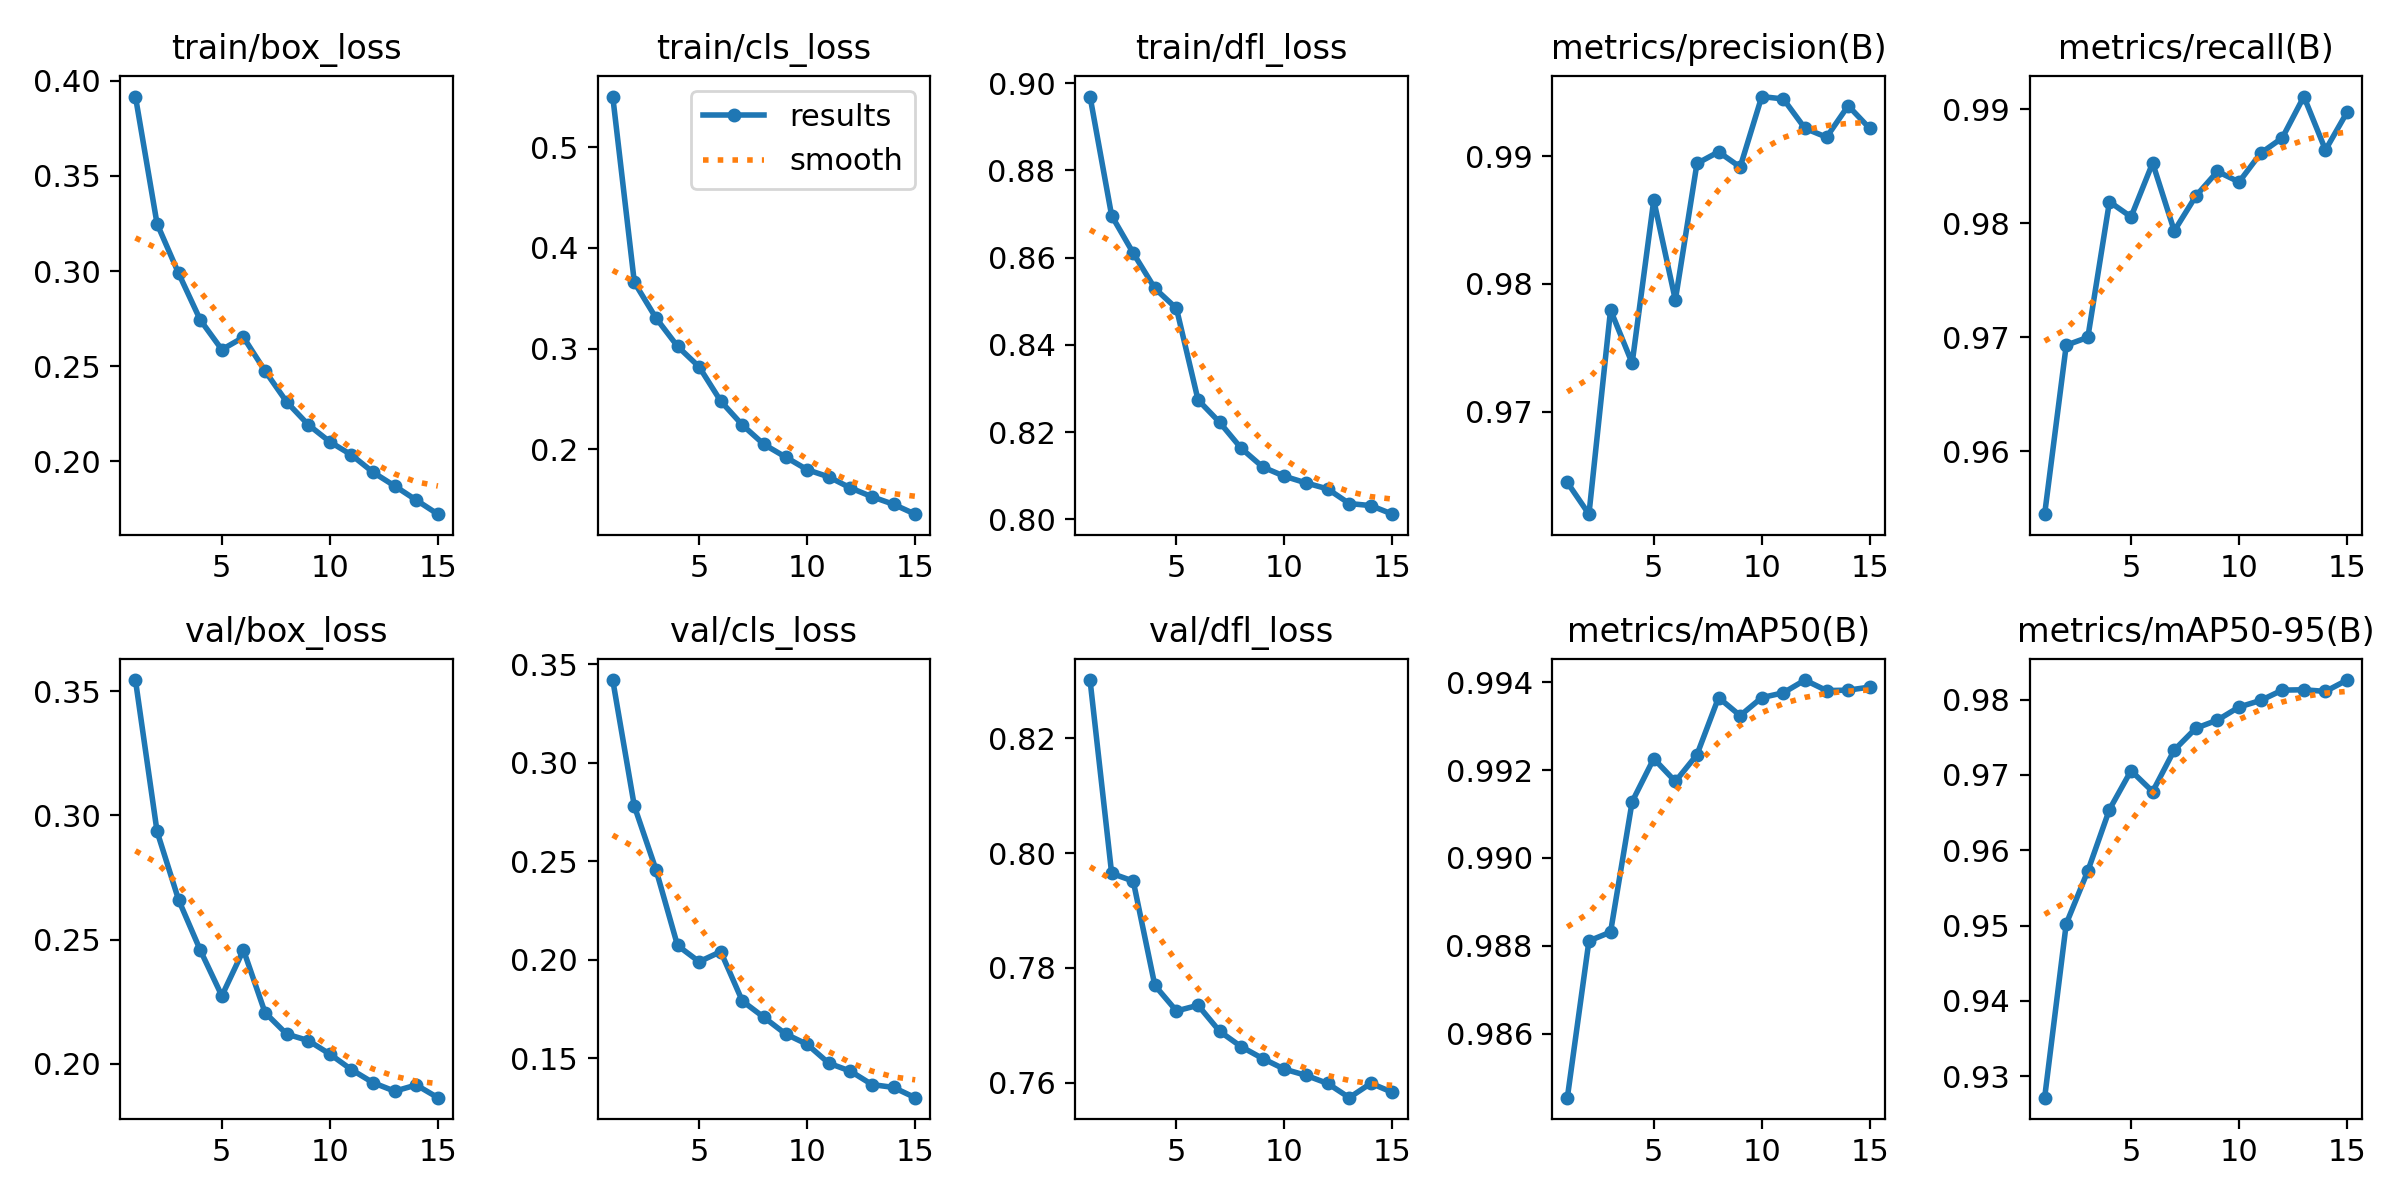 train/box_loss
0.40
0.35
0.30
0.25
0.20
5 10 15
train/cls_loss
results
smooth
0.5
0.4
0.3
0.2
5 10 15
train/dfl_loss
0.90
0.88
0.86
0.84
0.82
0.80
5 10 15
metrics/precision(B)
0.99
0.98
0.97
5 10 15
metrics/recall(B)
0.99
0.98
0.97
0.96
5 10 15
val/box_loss
0.35
0.30
0.25
0.20
5 10 15
val/cls_loss
0.35
0.30
0.25
0.20
0.15
5 10 15
val/dfl_loss
0.82
0.80
0.78
0.76
5 10 15
metrics/mAP50(B)
0.994
0.992
0.990
0.988
0.986
5 10 15
metrics/mAP50-95(B)
0.98
0.97
0.96
0.95
0.94
0.93
5 10 15